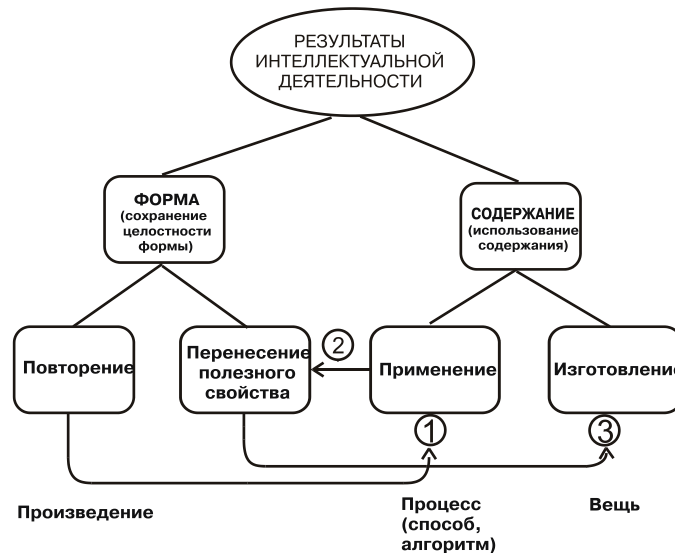 РЕЗУЛЬТАТЫ
ИНТЕЛЛЕКТУАЛЬНОЙ
ДЕЯТЕЛЬНОСТИ
ФОРМА
(сохранение
целостности
формы)
СОДЕРЖАНИЕ
(использование
содержания)
Повторение
Перенесение
полезного
свойства
2
Применение
Изготовление
1
3
Произведение
Процесс
(способ,
алгоритм)
Вещь